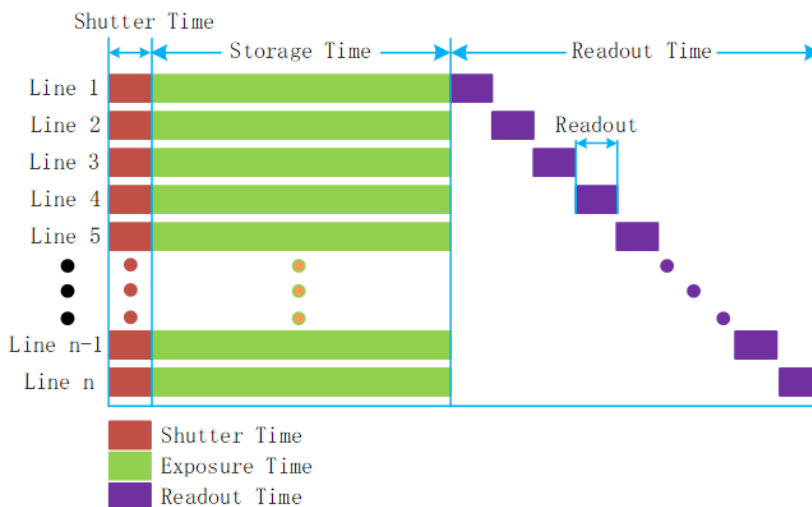 Shutter Time
Storage Time
Readout Time
Line 1
Line 2
Readout
Line 3
Line 4
Line 5
Line n-1
Line n
Shutter Time
Exposure Time
Readout Time